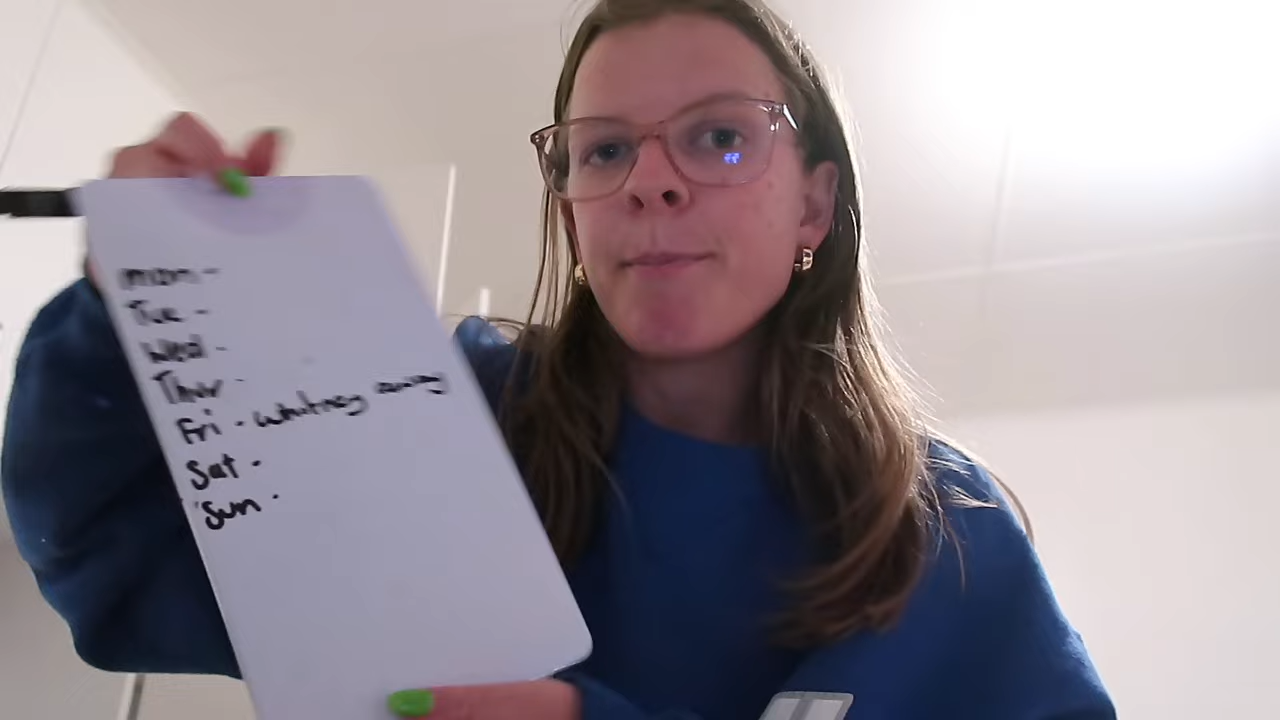 mon -
Tue -
Wed -
Thur -
Fri - whitney away
Sat -
Sun -